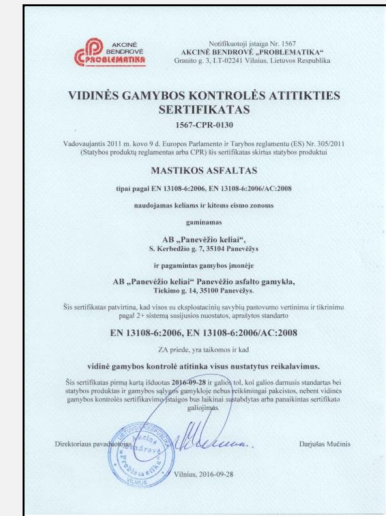 AKCINĖ
BENDROVĖ
PROBLEMATIKA
Notifikuotoji įstaiga Nr. 1567
AKCINĖ BENDROVĖ „PROBLEMATIKA“
Granito g. 3, LT-02241 Vilnius, Lietuvos Respublika
VIDINĖS GAMYBOS KONTROLĖS ATITIKTIES
SERTIFIKATAS
1567-CPR-0130
Vadovaujantis 2011 m. kovo 9 d. Europos Parlamento ir Tarybos reglamentu (ES) Nr. 305/2011
(Statybos produktų reglamentas arba CPR) šis sertifikatas skirtas statybos produktui
MASTIKOS ASFALTAS
tipai pagal EN 13108-6:2006, EN 13108-6:2006/AC:2008
naudojamas keliams ir kitoms eismo zonoms
gaminamas
AB „Panevėžio keliai“,
S. Kerbedžio g. 7, 35104 Panevėžys
ir pagamintas gamybos įmonėje
AB „Panevėžio keliai“ Panevėžio asfalto gamykla,
Tiekimo g. 14, 35100 Panevėžys.
Šis sertifikatas patvirtina, kad visos su eksploatacinių savybių pastovumo vertinimu ir tikrinimu
pagal 2+ sistemą susijusios nuostatos, aprašytos standarto
EN 13108-6:2006, EN 13108-6:2006/AC:2008
ZA priede, yra taikomos ir kad
vidinė gamybos kontrolė atitinka visus nustatytus reikalavimus.
Šis sertifikatas pirmą kartą išduotas 2016-09-28 ir galios tol, kol galios darnusis standartas bei
statybos produktas ir gamybos sąlygos gamykloje nebus reikšmingai pakeistos, nebent vidinės
gamybos kontrolės sertifikavimo įstaigos bus laikinai sustabdytas arba panaikintas sertifikato
galiojimas.
Direktoriaus pavaduotojas
Darjušas Mučinis
Vilnius, 2016-09-28